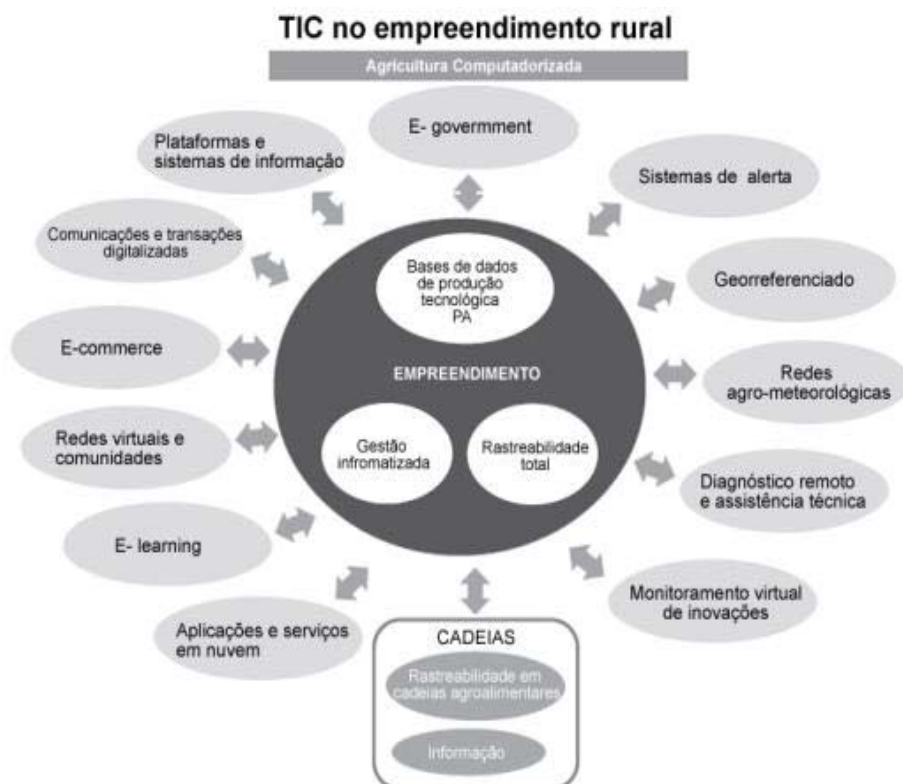 TIC no empreendimento rural
Agricultura Computadorizada
E- govermment
Plataformas e
sistemas de informação
Sistemas de alerta
Comunicações e transações
digitalizadas
Georreferenciado
Bases de dados
de produção
tecnológica
PA
E-commerce
EMPREENDIMENTO
Redes
agro-meteorológicas
Redes virtuais e
comunidades
Gestão
infromatizada
Rastreabilidade
total
Diagnóstico remoto
e assistência técnica
E- learning
Monitoramento virtual
de inovações
Aplicações e serviços
em nuvem
CADEIAS
Rastreabilidade em
cadeias agroalimentares
Informação